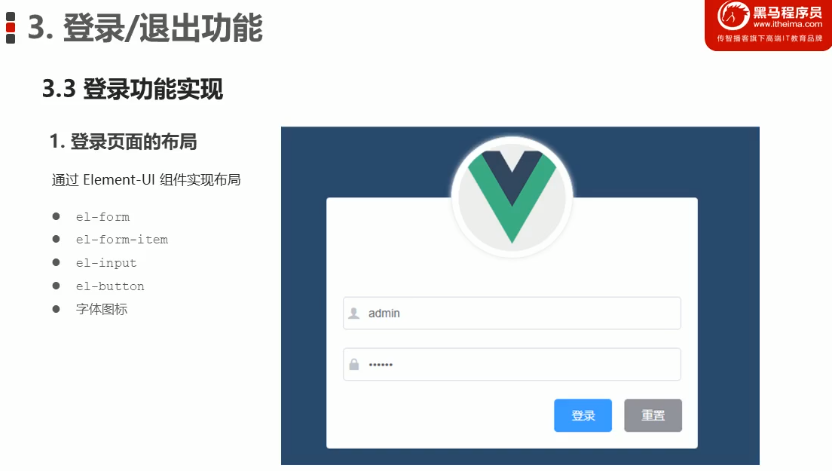 3. 登录/退出功能
黑马程序员
www.itheima.com
传智播客旗下高端IT教育品牌
3.3 登录功能实现
1. 登录页面的布局
通过 Element-UI 组件实现布局
● el-form
● el-form-item
● el-input
● el-button
● 字体图标
admin
••••••
登录 重置